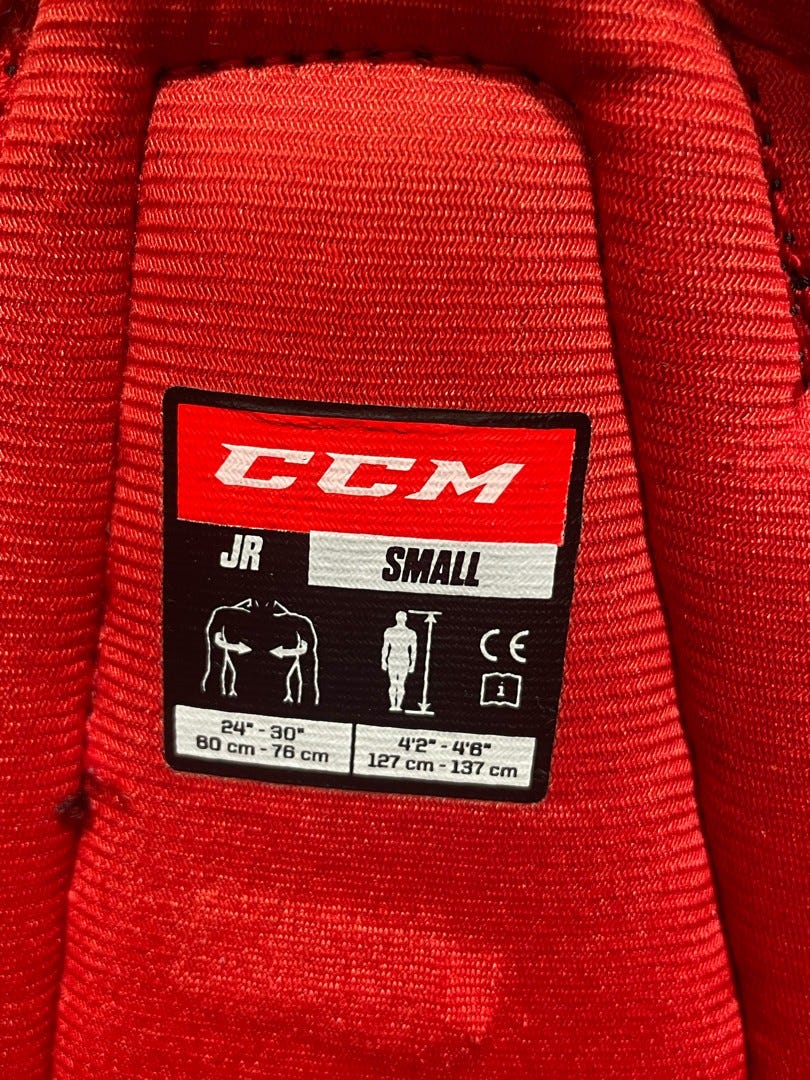 CCM
JR SMALL
CE
i
24" - 30"
60 cm - 76 cm
4'2" - 4'6"
127 cm - 137 cm